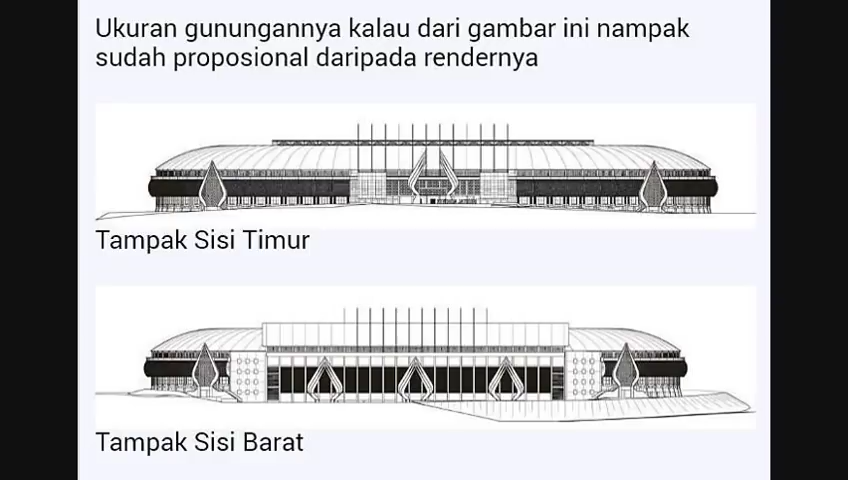 Ukuran gunungannya kalau dari gambar ini nampak
sudah proposional daripada rendernya
Tampak Sisi Timur
Tampak Sisi Barat